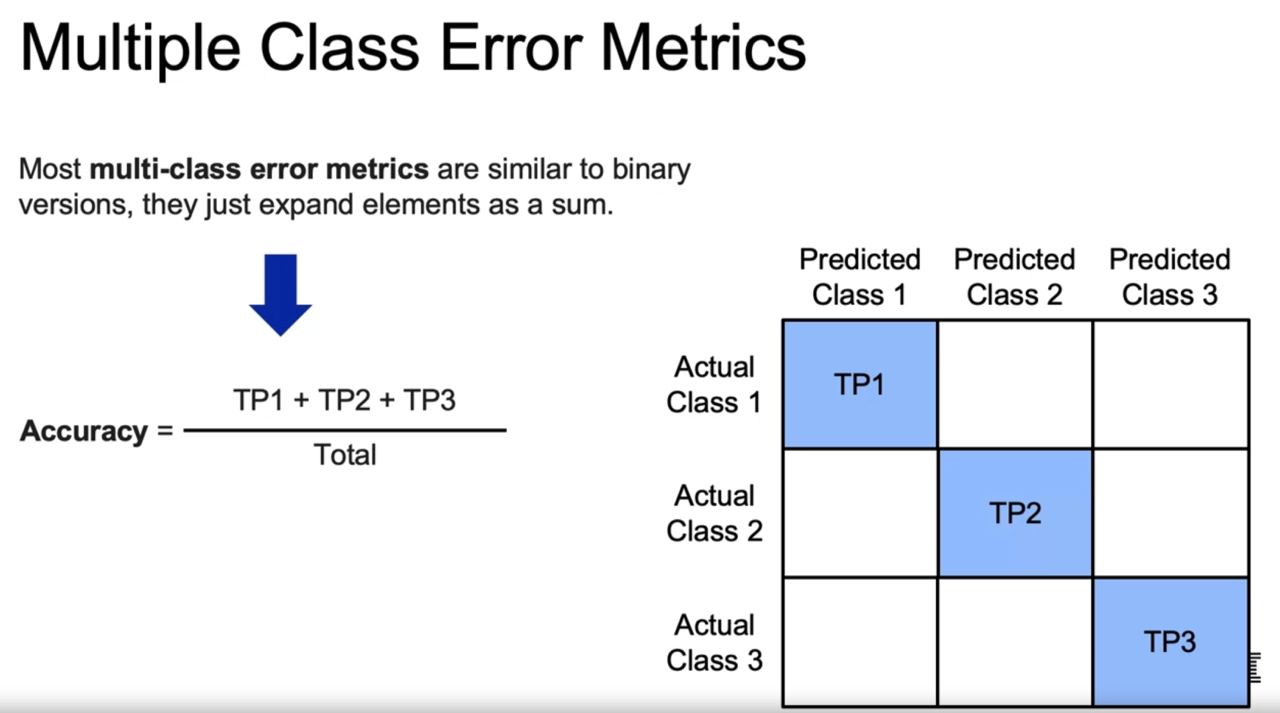 Multiple Class Error Metrics
Most multi-class error metrics are similar to binary
versions, they just expand elements as a sum.
Accuracy =
TP1 + TP2 + TP3
Total
Predicted Predicted Predicted
Class 1 Class 2 Class 3
Actual
Class 1
TP1
Actual
Class 2
TP2
Actual
Class 3
TP3